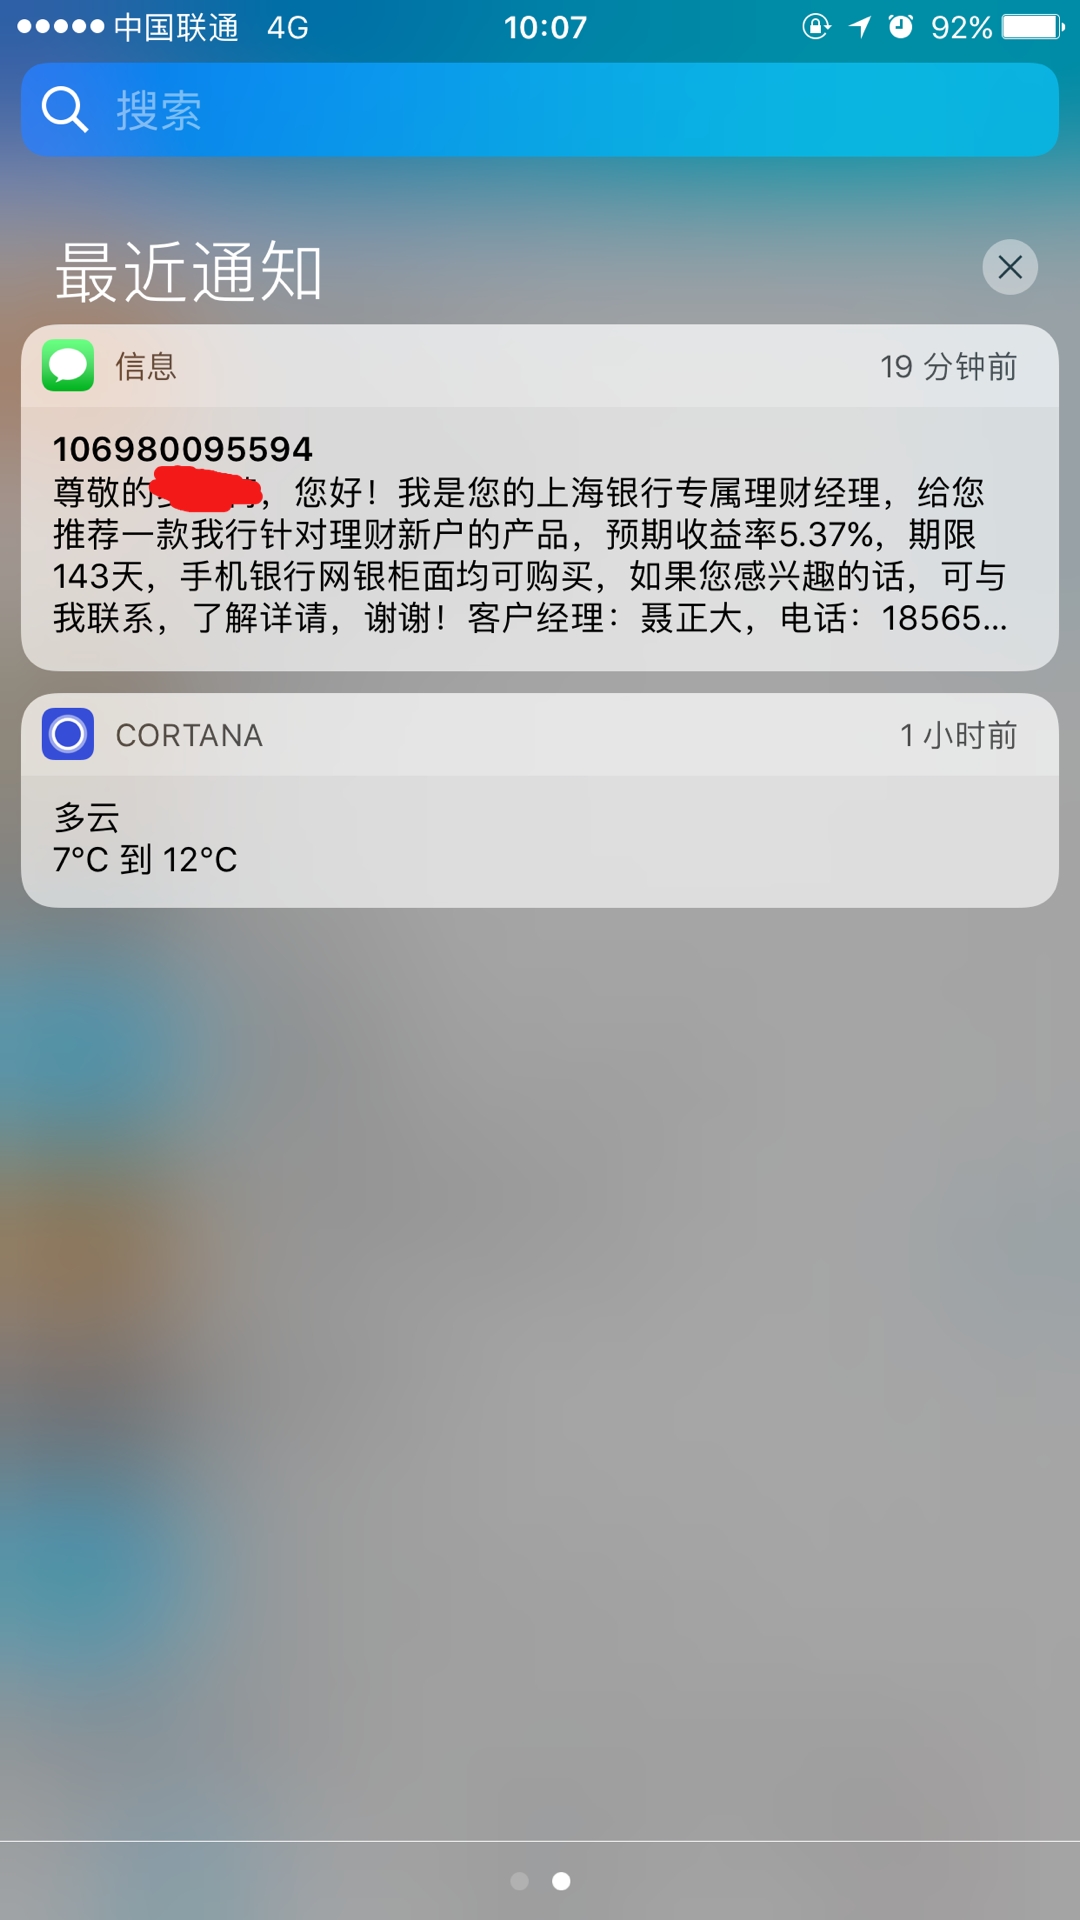 中国联通 4G 10:07 92%
搜索
最近通知
信息 19 分钟前
106980095594
尊敬的，您好！我是您的上海银行专属理财经理，给您
推荐一款我行针对理财新户的产品，预期收益率5.37%，期限
143天，手机银行网银柜面均可购买，如果您感兴趣的话，可与
我联系，了解详请，谢谢！客户经理：聂正大，电话：18565...
CORTANA 1 小时前
多云
7°C 到 12°C